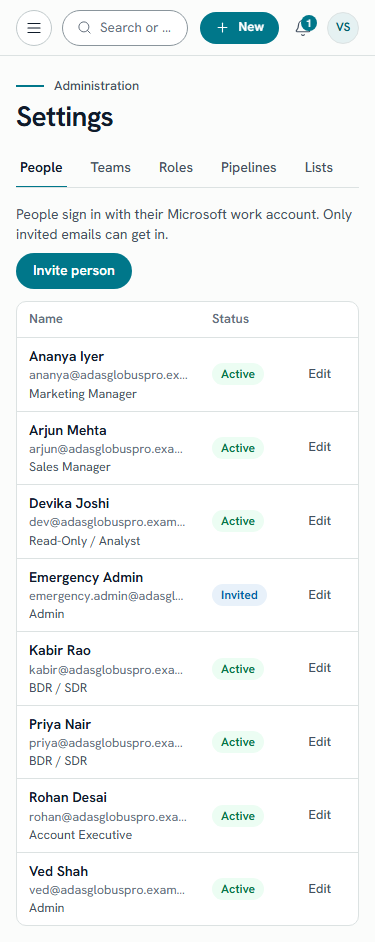 Search or ...
New
1
VS
Administration
Settings
People Teams Roles Pipelines Lists
People sign in with their Microsoft work account. Only
invited emails can get in.
Invite person
Name Status
Ananya Iyer
ananya@adasglobuspro.ex...
Marketing Manager
Active Edit
Arjun Mehta
arjun@adasglobuspro.exa...
Sales Manager
Active Edit
Devika Joshi
dev@adasglobuspro.exam...
Read-Only / Analyst
Active Edit
Emergency Admin
emergency.admin@adasgl...
Admin
Invited Edit
Kabir Rao
kabir@adasglobuspro.exa...
BDR / SDR
Active Edit
Priya Nair
priya@adasglobuspro.exa...
BDR / SDR
Active Edit
Rohan Desai
rohan@adasglobuspro.exa...
Account Executive
Active Edit
Ved Shah
ved@adasglobuspro.exam...
Admin
Active Edit